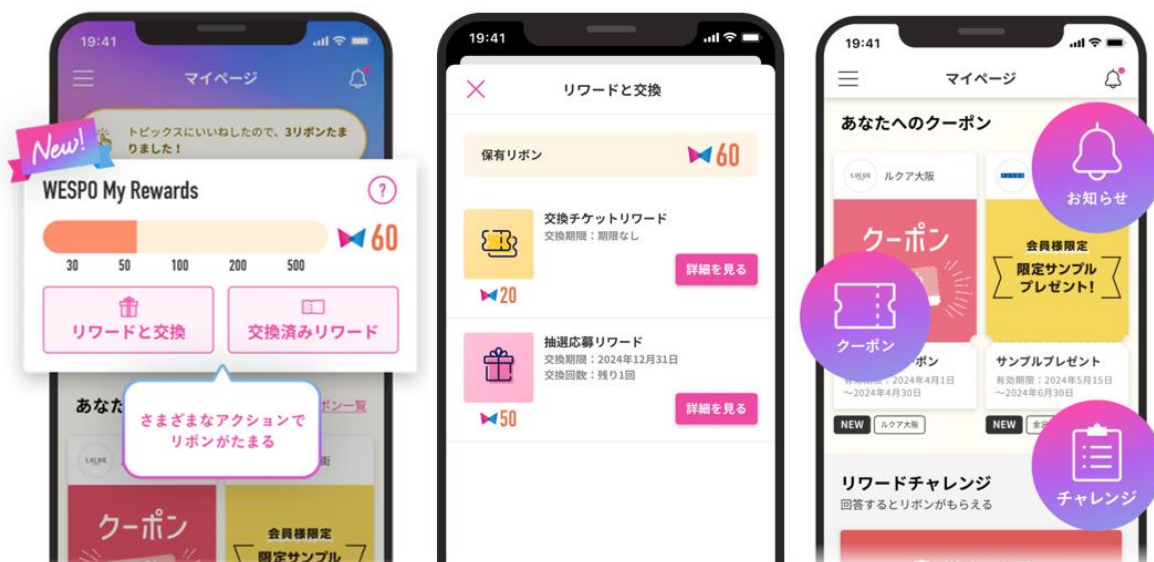 19:41
マイページ
トピックスにいいねしたので、3リボンたま
りました！
New!
WESPO My Rewards
?
60
30 50 100 200 500
リワードと交換
交換済みリワード
さまざまなアクションで
リボンがたまる
あなた
ポン一覧
LUCUA
街
クーポン
会員様限定
限定サンプル
19:41
リワードと交換
保有リボン
60
交換チケットリワード
交換期限：期限なし
詳細を見る
20
抽選応募リワード
交換期限：2024年12月31日
交換回数：残り1回
詳細を見る
50
19:41
マイページ
あなたへのクーポン
お知らせ
LUCUA
ルクア大阪
クーポン
会員様限定
限定サンプル
プレゼント!
クーポン
ポン
：2024年4月1日
～2024年4月30日
サンプルプレゼント
有効期限：2024年5月15日
～2024年6月30日
NEW
ルクア大阪
NEW
金沢
チャレンジ
リワードチャレンジ
回答するとリボンがもらえる